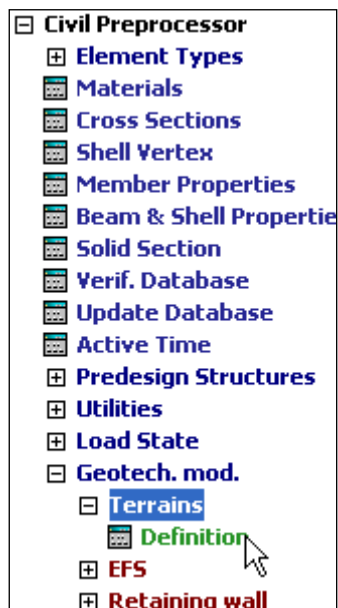 Civil Preprocessor
Element Types
Materials
Cross Sections
Shell Vertex
Member Properties
Beam & Shell Propertie
Solid Section
Verif. Database
Update Database
Active Time
Predesign Structures
Utilities
Load State
Geotech. mod.
Terrains
Definition
EFS
Retaining wall